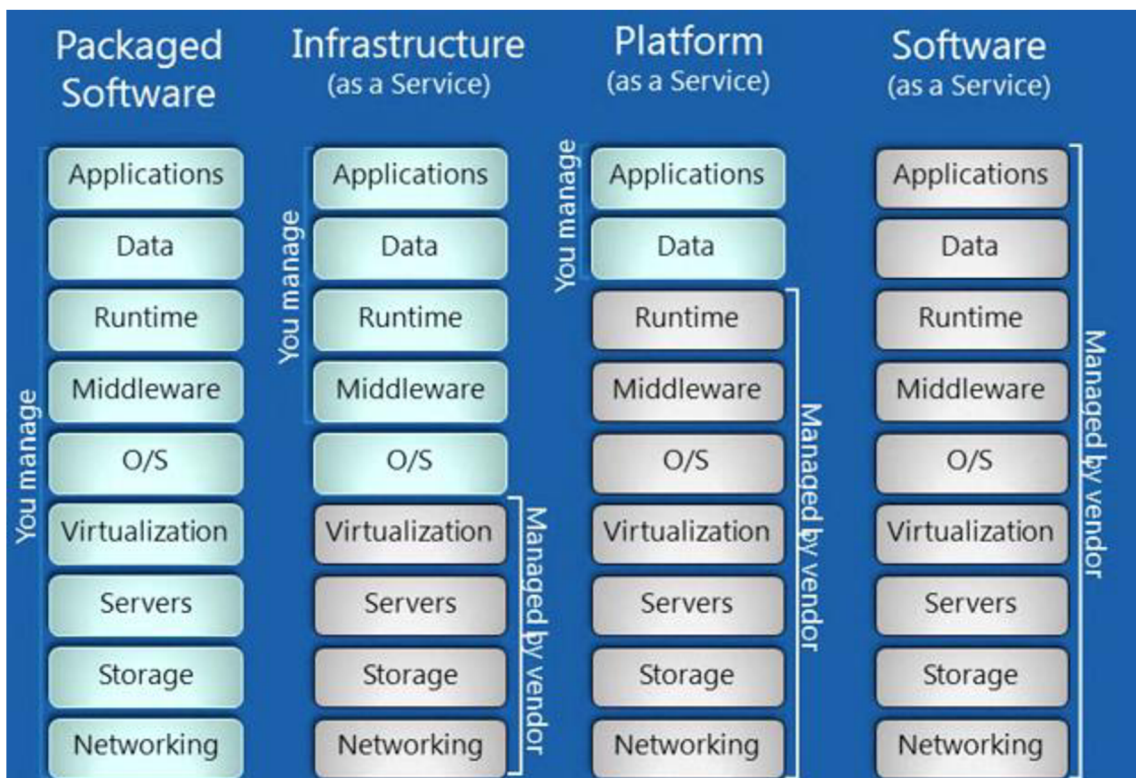 Packaged
Software
You manage
Applications
Data
Runtime
Middleware
O/S
Virtualization
Servers
Storage
Networking
Infrastructure
(as a Service)
You manage
Applications
Data
Runtime
Middleware
O/S
Virtualization
Servers
Storage
Networking
Managed by vendor
Platform
(as a Service)
You manage
Applications
Data
Runtime
Middleware
O/S
Virtualization
Servers
Storage
Networking
Managed by vendor
Software
(as a Service)
Applications
Data
Runtime
Middleware
O/S
Virtualization
Servers
Storage
Networking
Managed by vendor